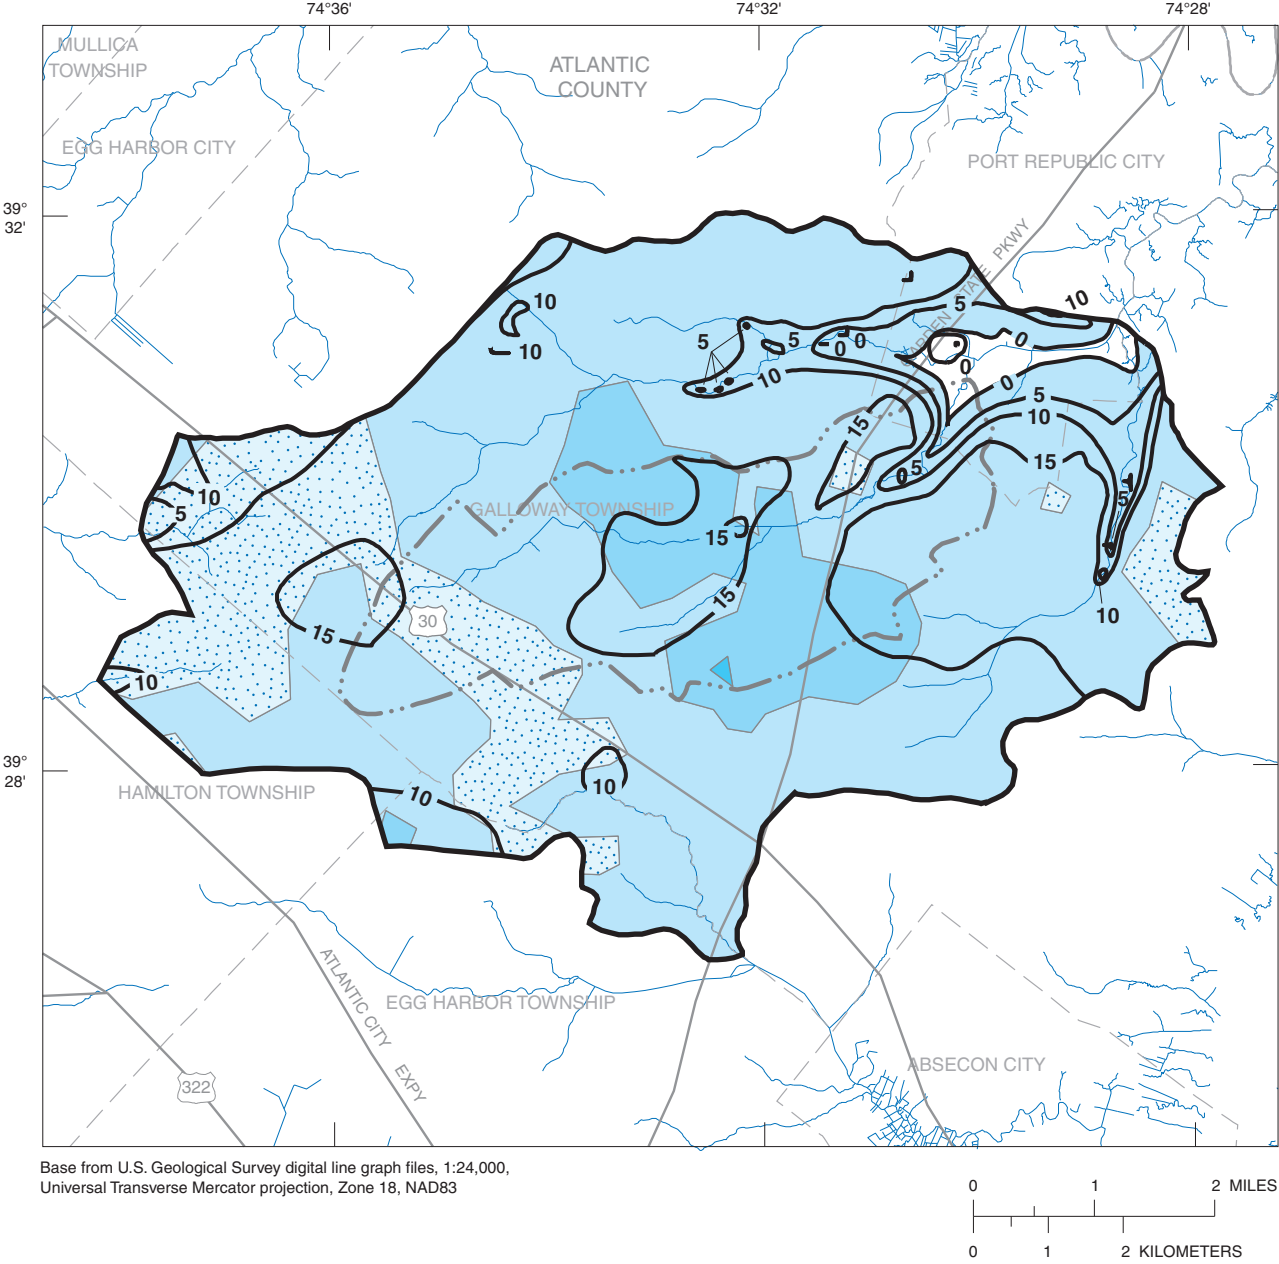 74°36'
74°32'
74°28'
MULLICA
TOWNSHIP
ATLANTIC
COUNTY
EGG HARBOR CITY
PORT REPUBLIC CITY
39°
32'
GARDEN STATE PKWY
10
10
5
10
0
5
5
0
0
0
10
0
5
10
15
15
5
0
10
5
5
GALLOWAY TOWNSHIP
15
15
10
30
15
10
39°
28'
HAMILTON TOWNSHIP
10
10
ATLANTIC CITY EXPY
EGG HARBOR TOWNSHIP
ABSECON CITY
322
Base from U.S. Geological Survey digital line graph files, 1:24,000,
Universal Transverse Mercator projection, Zone 18, NAD83
0 1 2 MILES
0 1 2 KILOMETERS